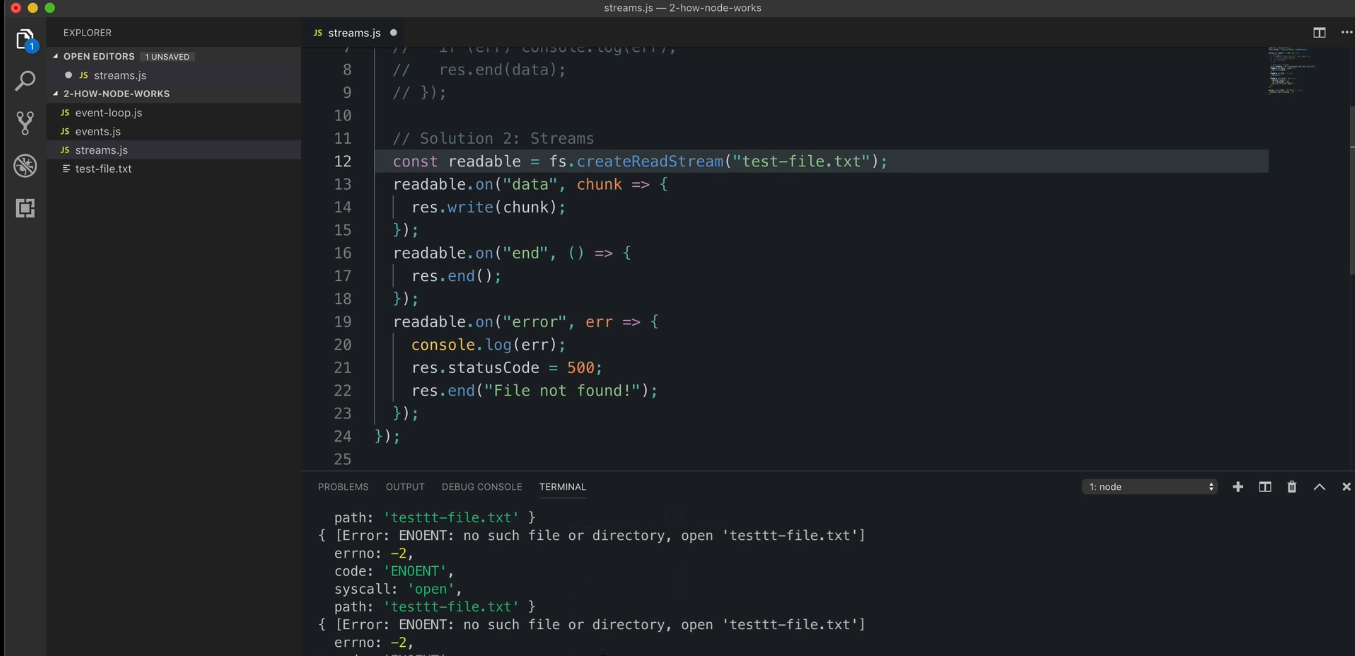 streams.js — 2-how-node-works
EXPLORER
OPEN EDITORS 1 UNSAVED
JS streams.js
2-HOW-NODE-WORKS
JS event-loop.js
JS events.js
JS streams.js
test-file.txt
1
JS streams.js
7 // if (err) console.log(err);
8 // res.end(data);
9 // });
10
11 // Solution 2: Streams
12 const readable = fs.createReadStream("test-file.txt");
13 readable.on("data", chunk => {
14 res.write(chunk);
15 });
16 readable.on("end", () => {
17 res.end();
18 });
19 readable.on("error", err => {
20 console.log(err);
21 res.statusCode = 500;
22 res.end("File not found!");
23 });
24 });
25
PROBLEMS OUTPUT DEBUG CONSOLE TERMINAL 1: node
path: 'testtt-file.txt' }
{ [Error: ENOENT: no such file or directory, open 'testtt-file.txt']
errno: -2,
code: 'ENOENT',
syscall: 'open',
path: 'testtt-file.txt' }
{ [Error: ENOENT: no such file or directory, open 'testtt-file.txt']
errno: -2,